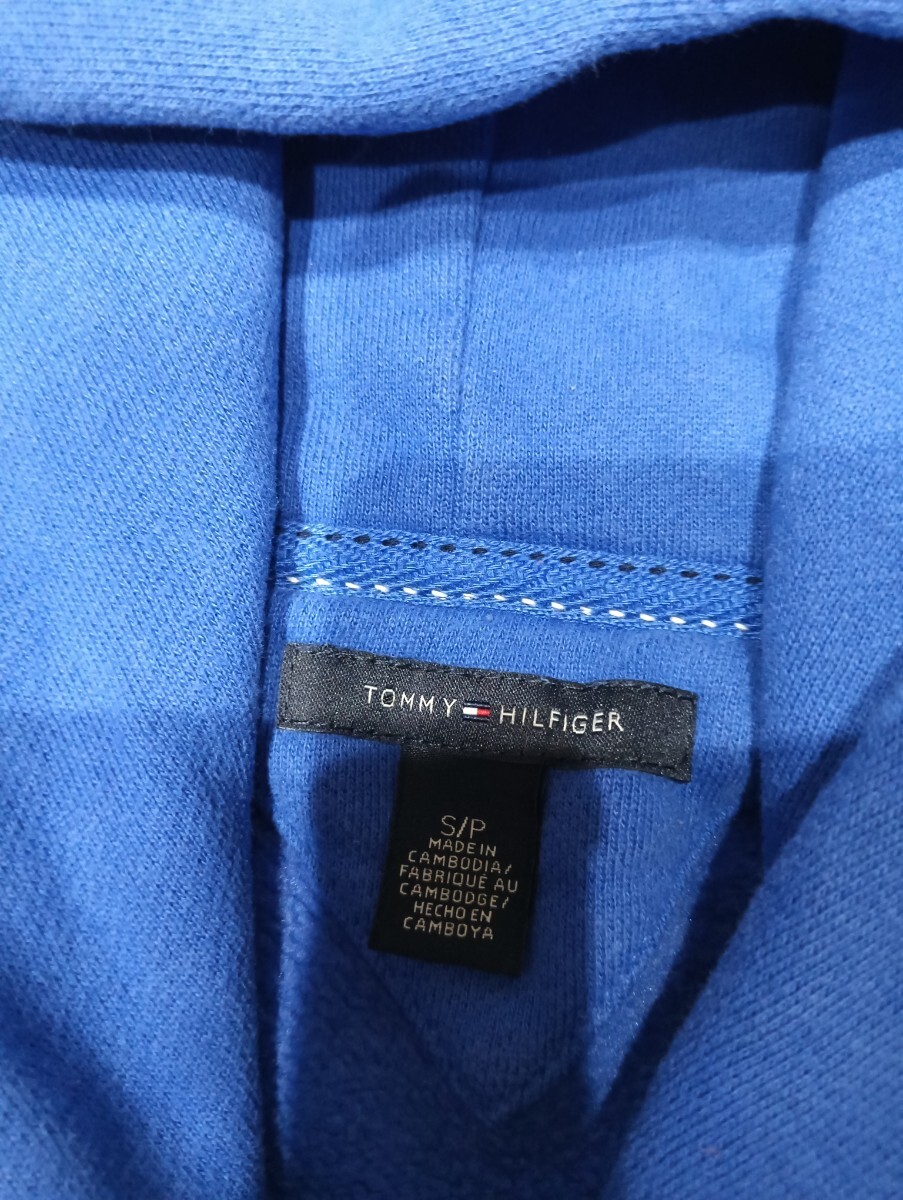 TOMMY HILFIGER
S/P
MADE IN
CAMBODIA/
FABRIQUÉ AU
CAMBODGE/
HECHO EN
CAMBOYA